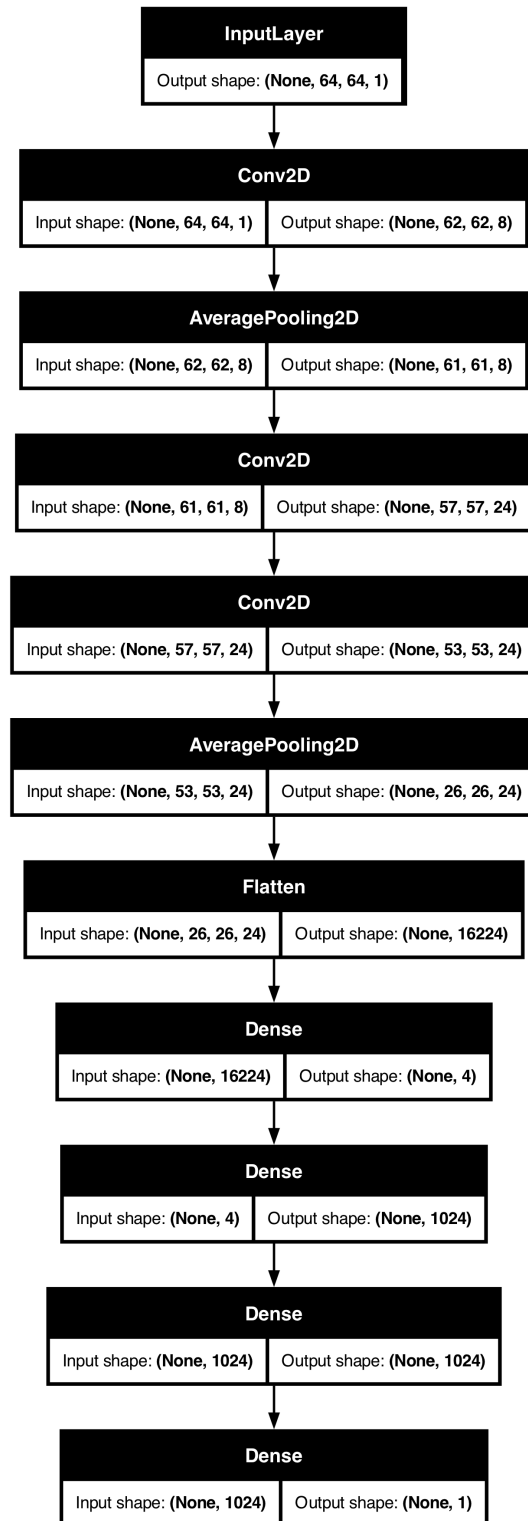 InputLayer
Output shape: (None, 64, 64, 1)
Conv2D
Input shape: (None, 64, 64, 1) Output shape: (None, 62, 62, 8)
AveragePooling2D
Input shape: (None, 62, 62, 8) Output shape: (None, 61, 61, 8)
Conv2D
Input shape: (None, 61, 61, 8) Output shape: (None, 57, 57, 24)
Conv2D
Input shape: (None, 57, 57, 24) Output shape: (None, 53, 53, 24)
AveragePooling2D
Input shape: (None, 53, 53, 24) Output shape: (None, 26, 26, 24)
Flatten
Input shape: (None, 26, 26, 24) Output shape: (None, 16224)
Dense
Input shape: (None, 16224) Output shape: (None, 4)
Dense
Input shape: (None, 4) Output shape: (None, 1024)
Dense
Input shape: (None, 1024) Output shape: (None, 1024)
Dense
Input shape: (None, 1024) Output shape: (None, 1)